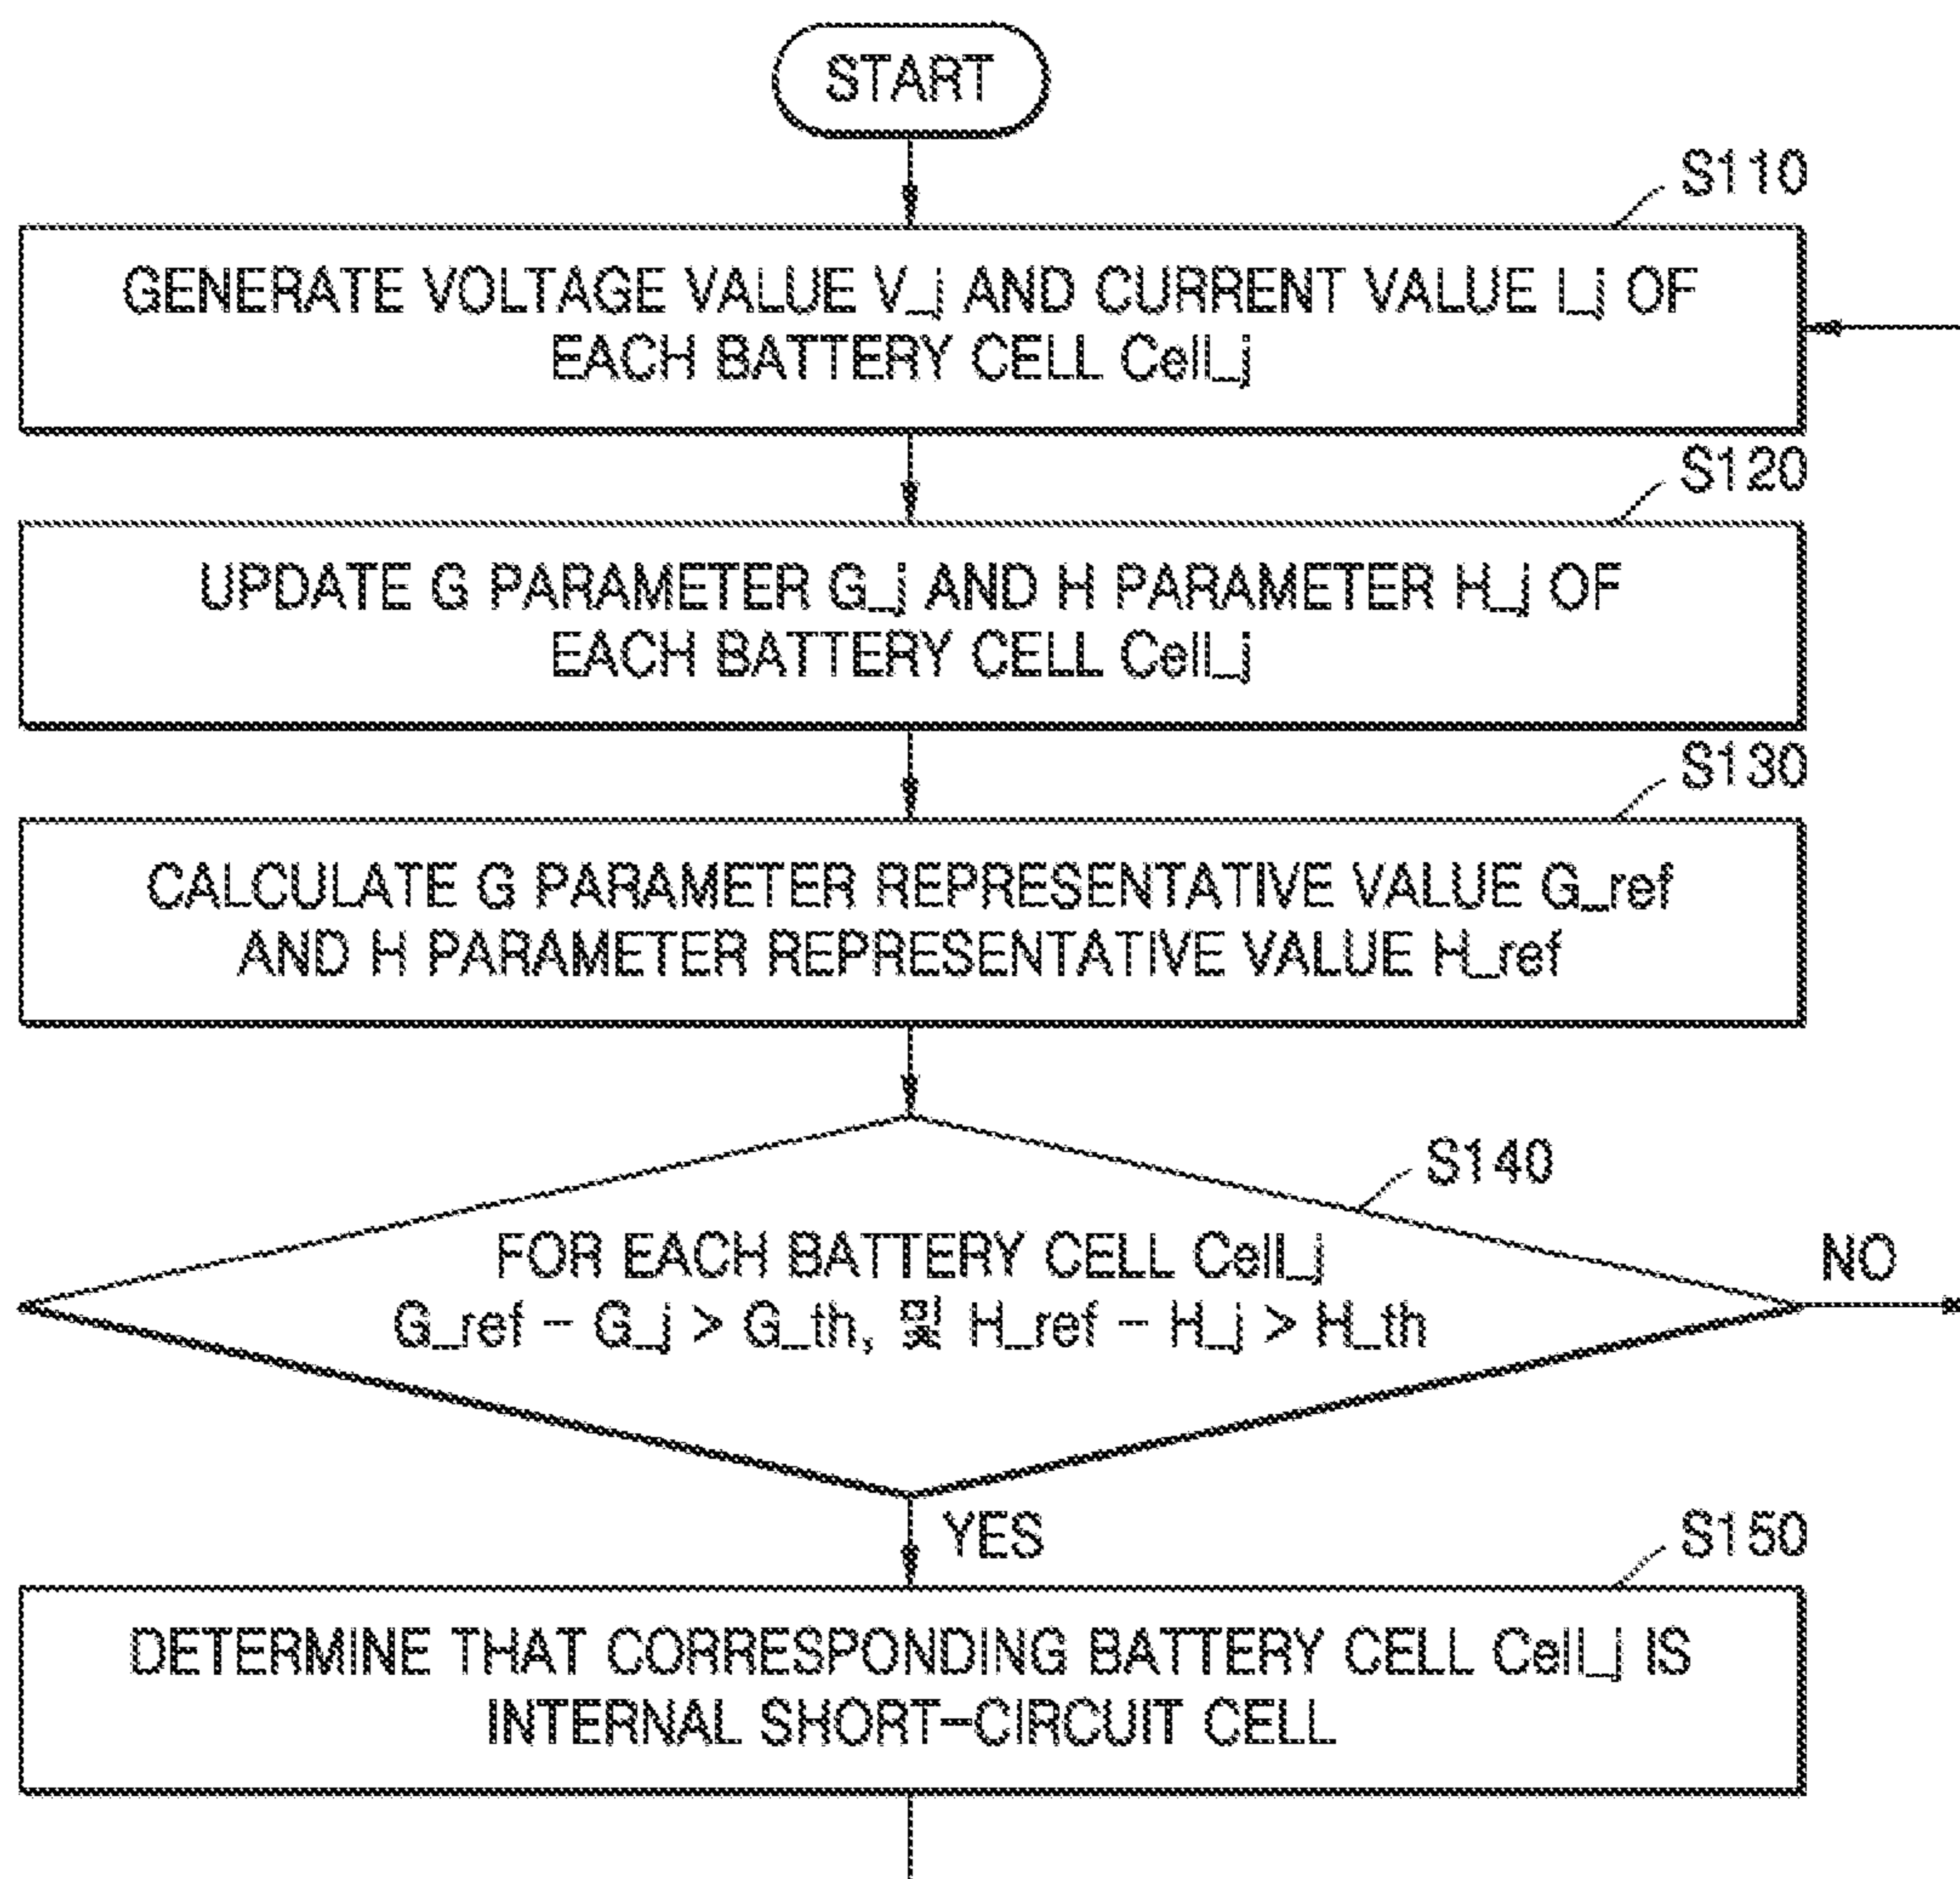 START
S110
GENERATE VOLTAGE VALUE V_j AND CURRENT VALUE I_j OF
EACH BATTERY CELL Cell_j
S120
UPDATE G PARAMETER G_j AND H PARAMETER H_j OF
EACH BATTERY CELL Cell_j
S130
CALCULATE G PARAMETER REPRESENTATIVE VALUE G_ref
AND H PARAMETER REPRESENTATIVE VALUE H_ref
S140
FOR EACH BATTERY CELL Cell_j
G_ref - G_j > G_th, 및 H_ref - H_j > H_th
NO
YES
S150
DETERMINE THAT CORRESPONDING BATTERY CELL Cell_j IS
INTERNAL SHORT-CIRCUIT CELL